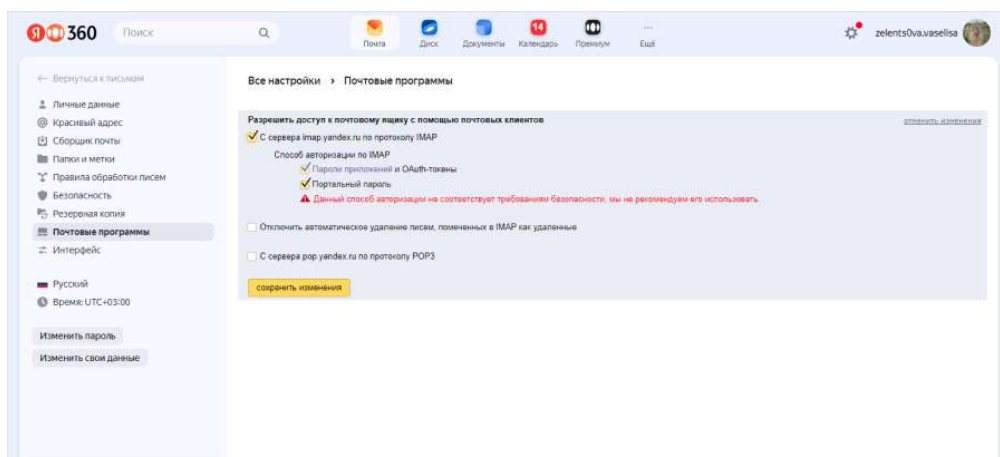 Я 360
Поиск
Почта
Диск
Документы
14
Календарь
Премиум
Ещё
zelents0va.vaselisa
← Вернуться к письмам
Личные данные
Красивый адрес
Сборщик почты
Папки и метки
Правила обработки писем
Безопасность
Резервная копия
Почтовые программы
Интерфейс
Русский
Время: UTC+03:00
Изменить пароль
Изменить свои данные
Все настройки › Почтовые программы
Разрешить доступ к почтовому ящику с помощью почтовых клиентов
отменить изменения
С сервера imap.yandex.ru по протоколу IMAP
Способ авторизации по IMAP
Пароли приложений и OAuth-токены
Портальный пароль
Данный способ авторизации не соответствует требованиям безопасности, мы не рекомендуем его использовать.
Отключить автоматическое удаление писем, помеченных в IMAP как удаленные
С сервера pop.yandex.ru по протоколу POP3
сохранить изменения